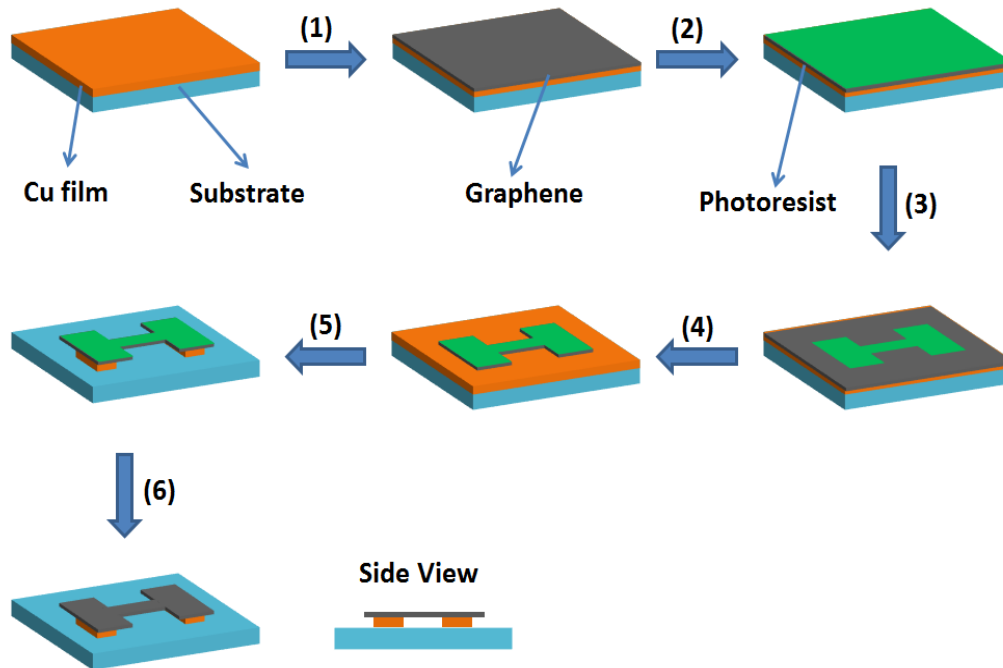 (1)
(2)
Cu film
Substrate
Graphene
Photoresist
(3)
(5)
(4)
(6)
Side View